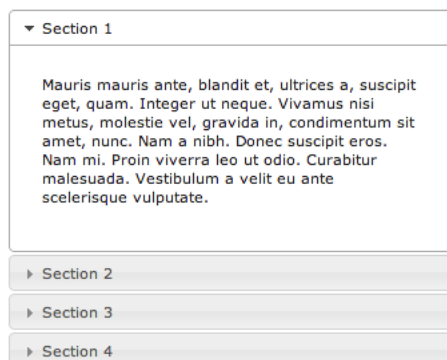 Section 1
Mauris mauris ante, blandit et, ultrices a, suscipit
eget, quam. Integer ut neque. Vivamus nisi
metus, molestie vel, gravida in, condimentum sit
amet, nunc. Nam a nibh. Donec suscipit eros.
Nam mi. Proin viverra leo ut odio. Curabitur
malesuada. Vestibulum a velit eu ante
scelerisque vulputate.
Section 2
Section 3
Section 4